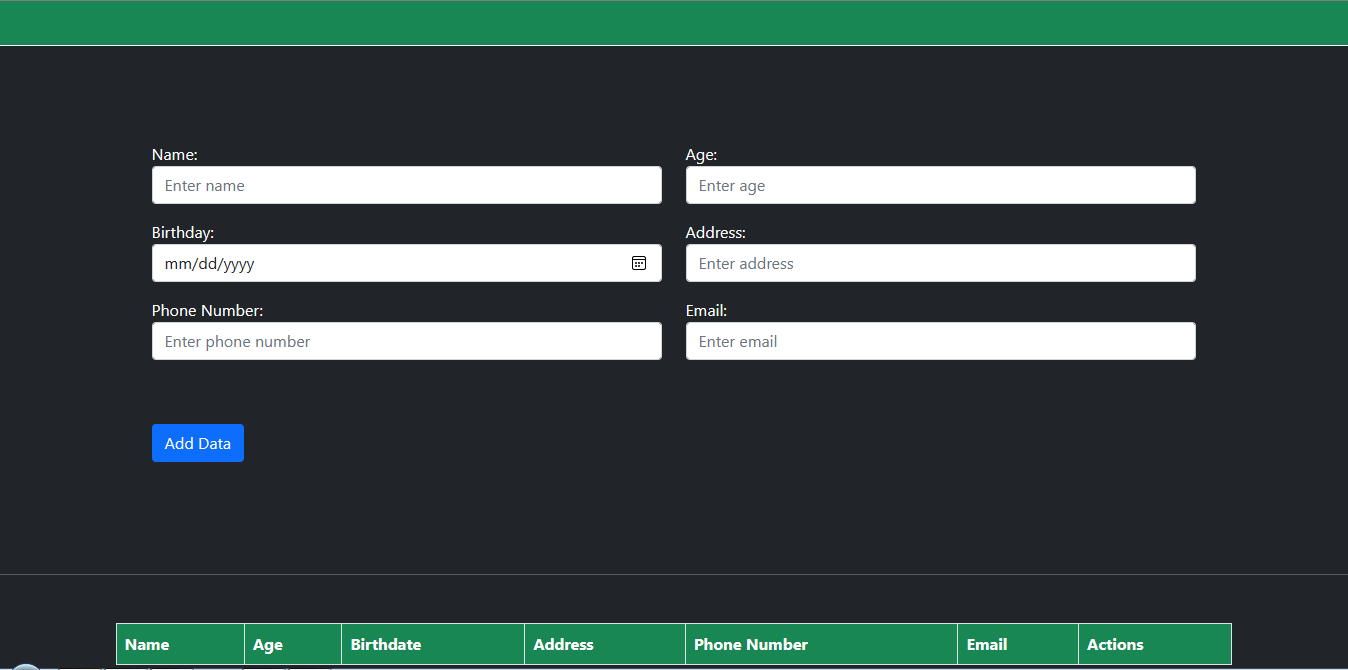 Name: Age:
Enter name Enter age
Birthday: Address:
mm/dd/yyyy Enter address
Phone Number: Email:
Enter phone number Enter email
Add Data
Name Age Birthdate Address Phone Number Email Actions